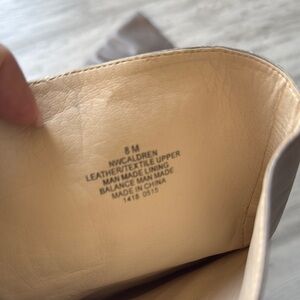 8 M
NWCALDREN
LEATHER/TEXTILE UPPER
MAN MADE LINING
BALANCE MAN MADE
MADE IN CHINA
1418 0515